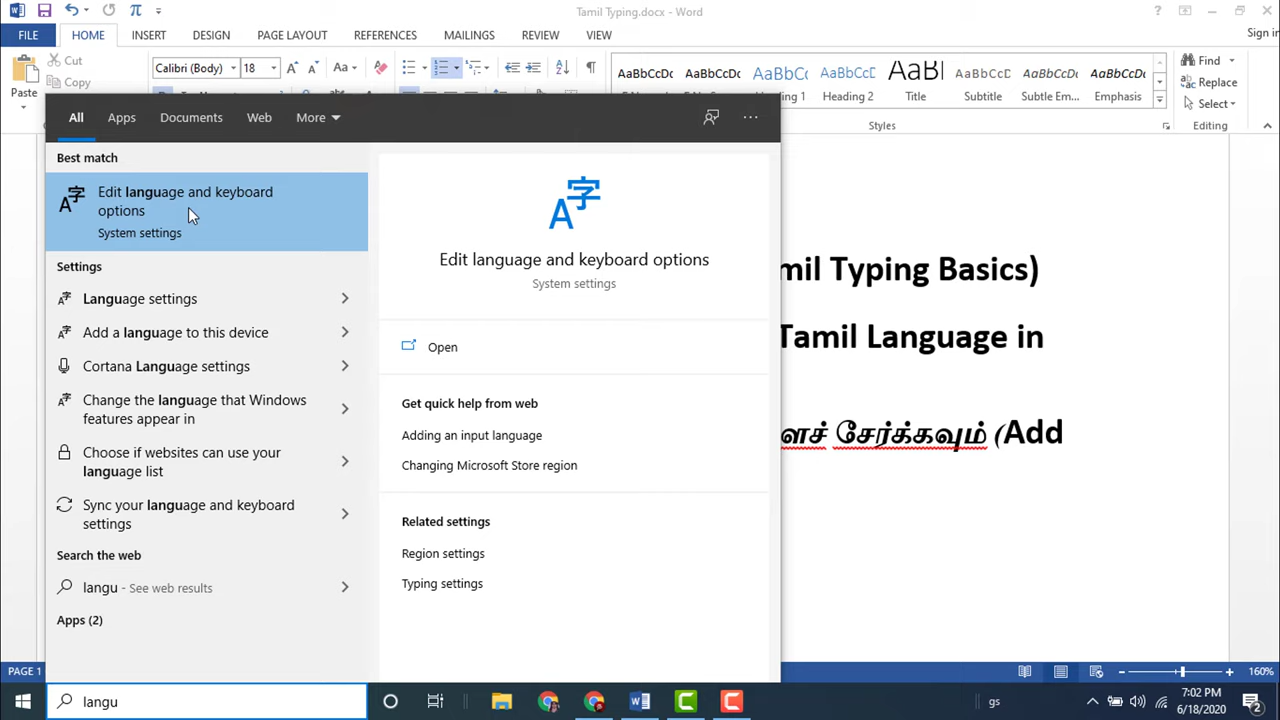 Tamil Typing.docx - Word
Sign in
FILE HOME INSERT DESIGN PAGE LAYOUT REFERENCES MAILINGS REVIEW VIEW
Cut
Copy
Paste
Calibri (Body) 18
Aa
AaBbCcDc AaBbCcDc AaBbCc AaBbCcDc AaBl AaBbCcD AaBbCcDc AaBbCcDc
Heading 2 Title Subtitle Subtle Em... Emphasis
Styles
Find
Replace
Select
Editing
All Apps Documents Web More
Best match
Edit language and keyboard
options
System settings
Settings
Language settings
Add a language to this device
Cortana Language settings
Change the language that Windows
features appear in
Choose if websites can use your
language list
Sync your language and keyboard
settings
Search the web
langu - See web results
Apps (2)
A字
Edit language and keyboard options
System settings
Open
Get quick help from web
Adding an input language
Changing Microsoft Store region
Related settings
Region settings
Typing settings
Typing Basics)
Tamil Language in
சேர்க்கவும் (Add
PAGE 1
160%
langu
gs
7:02 PM
6/18/2020
2